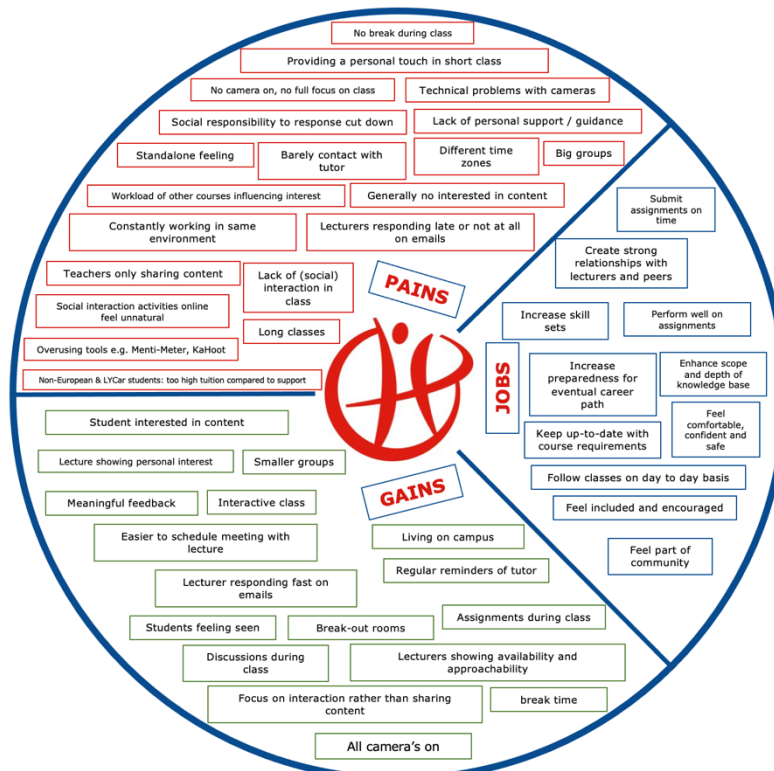 No break during class
Providing a personal touch in short class
No camera on, no full focus on class
Technical problems with cameras
Social responsibility to response cut down
Lack of personal support / guidance
Standalone feeling
Barely contact with
tutor
Different time
zones
Big groups
Workload of other courses influencing interest
Generally no interested in content
Constantly working in same
environment
Lecturers responding late or not at all
on emails
Teachers only sharing content
Lack of (social)
interaction in
class
Social interaction activities online
feel unnatural
Long classes
Overusing tools e.g. Menti-Meter, KaHoot
Non-European & LYCar students: too high tuition compared to support
PAINS
Submit
assignments on
time
Create strong
relationships with
lecturers and peers
Increase skill
sets
Perform well on
assignments
JOBS
Increase
preparedness for
eventual career
path
Enhance scope
and depth of
knowledge base
Keep up-to-date with
course requirements
Feel
comfortable,
confident and
safe
Follow classes on day to day basis
Feel included and encouraged
Feel part of
community
GAINS
Student interested in content
Lecture showing personal interest
Smaller groups
Meaningful feedback
Interactive class
Easier to schedule meeting with
lecture
Living on campus
Lecturer responding fast on
emails
Regular reminders of tutor
Students feeling seen
Break-out rooms
Assignments during class
Discussions during
class
Lecturers showing availability and
approachability
Focus on interaction rather than sharing
content
break time
All camera's on